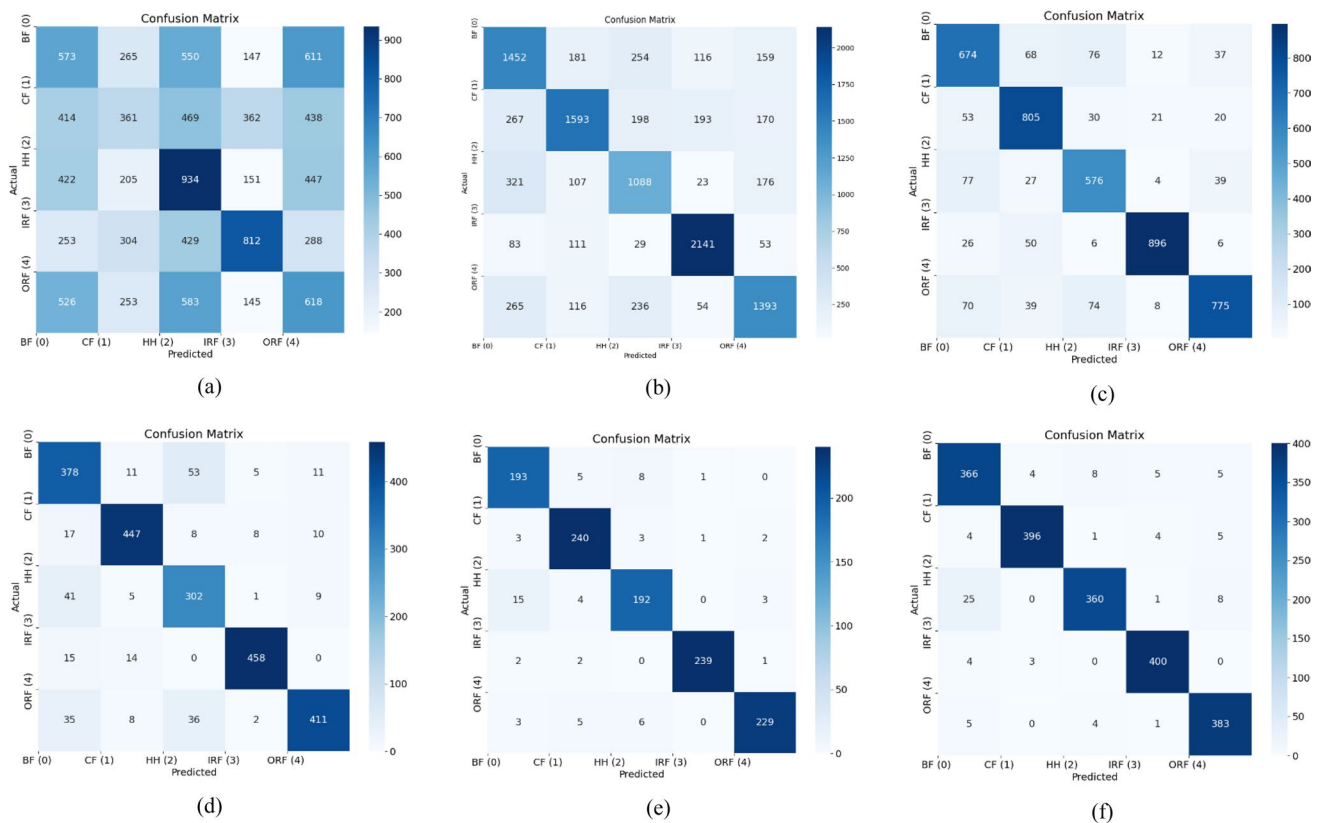 Confusion Matrix
BF (0) 573 265 550 147 611
CF (1) 414 361 469 362 438
HH (2) 422 205 934 151 447
IRF (3) 253 304 429 812 288
ORF (4) 526 253 583 145 618
Actual
BF (0) CF (1) HH (2) IRF (3) ORF (4)
Predicted
900
800
700
600
500
400
300
200
(a)
Confusion Matrix
BF (0) 1452 181 254 116 159
CF (1) 267 1593 198 193 170
HH (2) 321 107 1088 23 176
IRF (3) 83 111 29 2141 53
ORF (4) 265 116 236 54 1393
Actual
BF (0) CF (1) HH (2) IRF (3) ORF (4)
Predicted
2000
1750
1500
1250
1000
750
500
250
(b)
Confusion Matrix
BF (0) 674 68 76 12 37
CF (1) 53 805 30 21 20
HH (2) 77 27 576 4 39
IRF (3) 26 50 6 896 6
ORF (4) 70 39 74 8 775
Actual
BF (0) CF (1) HH (2) IRF (3) ORF (4)
Predicted
800
700
600
500
400
300
200
100
(c)
Confusion Matrix
BF (0) 378 11 53 5 11
CF (1) 17 447 8 8 10
HH (2) 41 5 302 1 9
IRF (3) 15 14 0 458 0
ORF (4) 35 8 36 2 411
Actual
BF (0) CF (1) HH (2) IRF (3) ORF (4)
Predicted
400
300
200
100
0
(d)
Confusion Matrix
BF (0) 193 5 8 1 0
CF (1) 3 240 3 1 2
HH (2) 15 4 192 0 3
IRF (3) 2 2 0 239 1
ORF (4) 3 5 6 0 229
Actual
BF (0) CF (1) HH (2) IRF (3) ORF (4)
Predicted
200
150
100
50
0
(e)
Confusion Matrix
BF (0) 366 4 8 5 5
CF (1) 4 396 1 4 5
HH (2) 25 0 360 1 8
IRF (3) 4 3 0 400 0
ORF (4) 5 0 4 1 383
Actual
BF (0) CF (1) HH (2) IRF (3) ORF (4)
Predicted
400
350
300
250
200
150
100
50
0
(f)